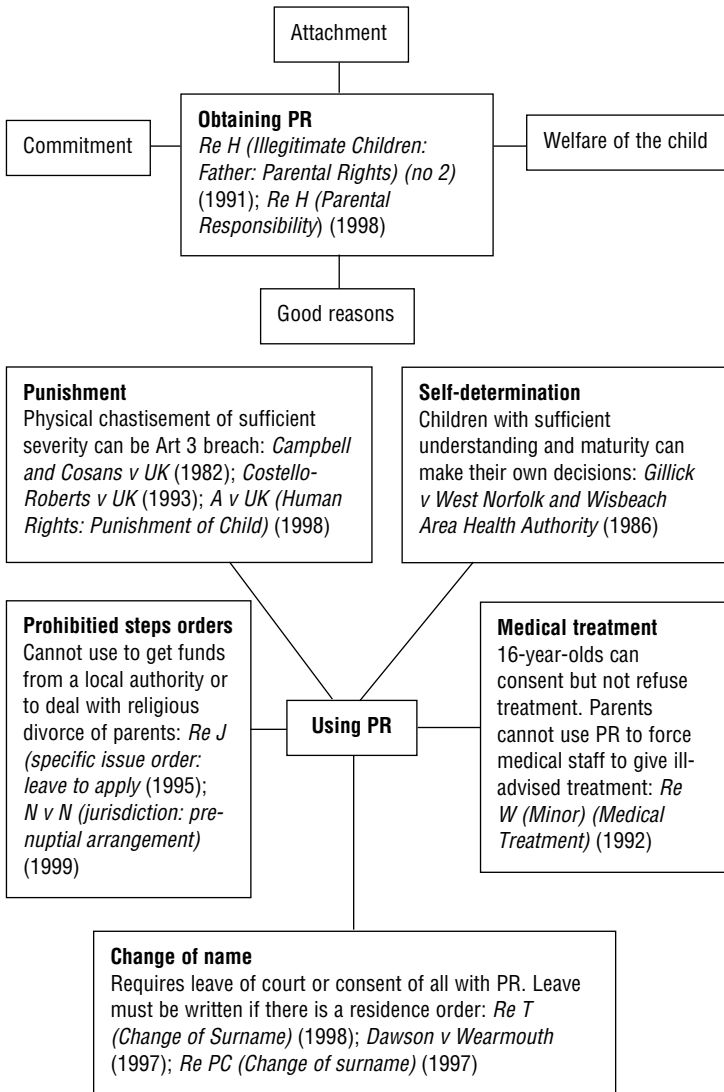 Attachment
Commitment
Obtaining PR
Re H (Illegitimate Children:
Father: Parental Rights) (no 2)
(1991); Re H (Parental
Responsibility) (1998)
Welfare of the child
Good reasons
Punishment
Physical chastisement of sufficient
severity can be Art 3 breach: Campbell
and Cosans v UK (1982); Costello-
Roberts v UK (1993); A v UK (Human
Rights: Punishment of Child) (1998)
Self-determination
Children with sufficient
understanding and maturity can
make their own decisions: Gillick
v West Norfolk and Wisbeach
Area Health Authority (1986)
Prohibitied steps orders
Cannot use to get funds
from a local authority or
to deal with religious
divorce of parents: Re J
(specific issue order:
leave to apply (1995);
N v N (jurisdiction: pre-
nuptial arrangement)
(1999)
Using PR
Medical treatment
16-year-olds can
consent but not refuse
treatment. Parents
cannot use PR to force
medical staff to give ill-
advised treatment: Re
W (Minor) (Medical
Treatment) (1992)
Change of name
Requires leave of court or consent of all with PR. Leave
must be written if there is a residence order: Re T
(Change of Surname) (1998); Dawson v Wearmouth
(1997); Re PC (Change of surname) (1997)